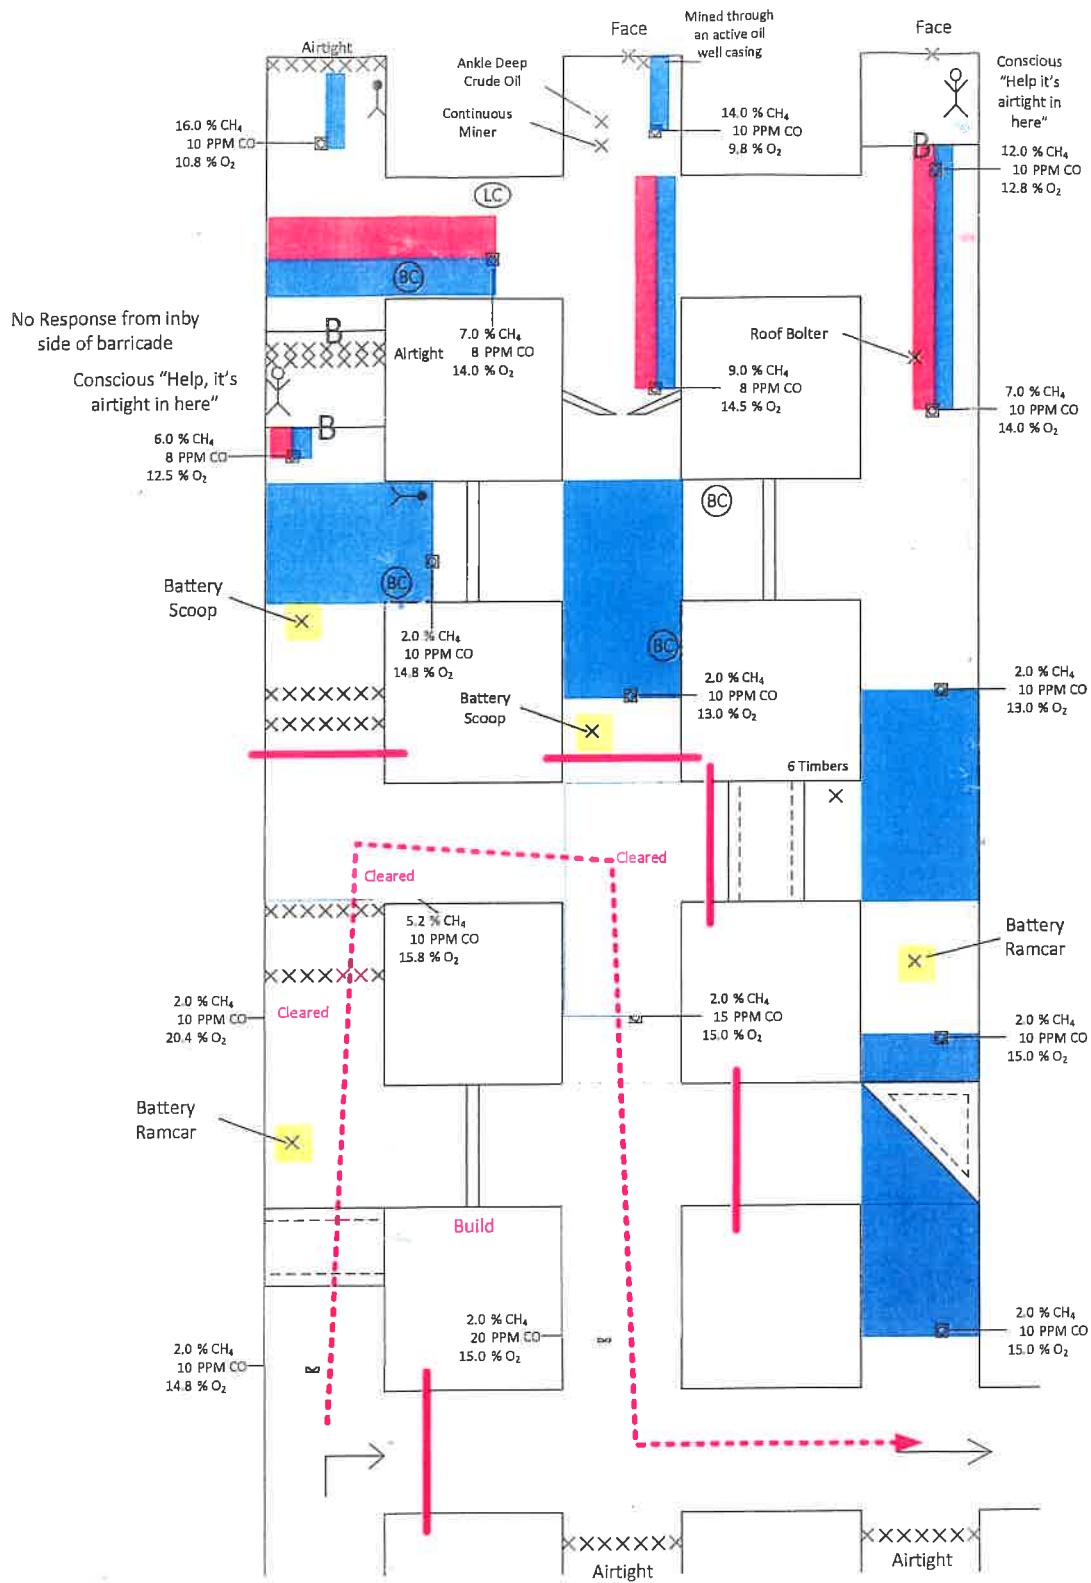 Face
Mined through
an active oil
well casing
Face
Airtight
Ankle Deep
Crude Oil
Continuous
Miner
Conscious
"Help it's
airtight in
here"
16.0 % CH₄
10 PPM CO
10.8 % O₂
14.0 % CH₄
10 PPM CO
9.8 % O₂
B
12.0 % CH₄
10 PPM CO
12.8 % O₂
LC
BC
No Response from inby
side of barricade
B
Airtight
7.0 % CH₄
8 PPM CO
14.0 % O₂
Roof Bolter
Conscious "Help, it's
airtight in here"
9.0 % CH₄
8 PPM CO
14.5 % O₂
7.0 % CH₄
10 PPM CO
14.0 % O₂
B
6.0 % CH₄
8 PPM CO
12.5 % O₂
BC
Battery
Scoop
BC
2.0 % CH₄
10 PPM CO
14.8 % O₂
BC
2.0 % CH₄
10 PPM CO
13.0 % O₂
2.0 % CH₄
10 PPM CO
13.0 % O₂
Battery
Scoop
6 Timbers
Cleared
Cleared
5.2 % CH₄
10 PPM CO
15.8 % O₂
Battery
Ramcar
2.0 % CH₄
10 PPM CO
20.4 % O₂
Cleared
2.0 % CH₄
15 PPM CO
15.0 % O₂
2.0 % CH₄
10 PPM CO
15.0 % O₂
Battery
Ramcar
Build
2.0 % CH₄
20 PPM CO
15.0 % O₂
2.0 % CH₄
10 PPM CO
15.0 % O₂
2.0 % CH₄
10 PPM CO
14.8 % O₂
Airtight
Airtight